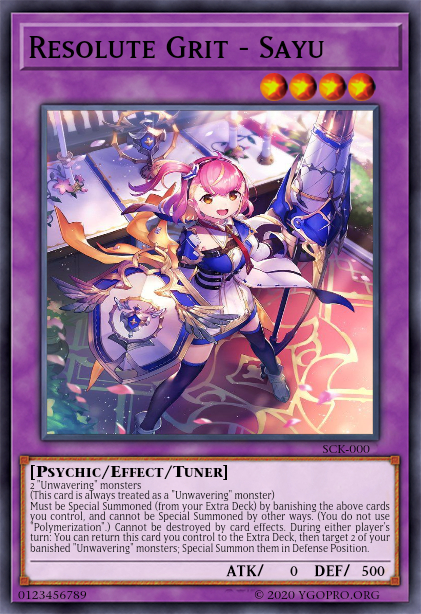 Resolute Grit - Sayu
SCK-000
[Psychic/Effect/Tuner]
2 "Unwavering" monsters
(This card is always treated as a "Unwavering" monster)
Must be Special Summoned (from your Extra Deck) by banishing the above cards
you control, and cannot be Special Summoned by other ways. (You do not use
"Polymerization".) Cannot be destroyed by card effects. During either player's
turn: You can return this card you control to the Extra Deck, then target 2 of your
banished "Unwavering" monsters; Special Summon them in Defense Position.
ATK/ 0 DEF/ 500
0123456789 © 2020 YGOPRO.ORG